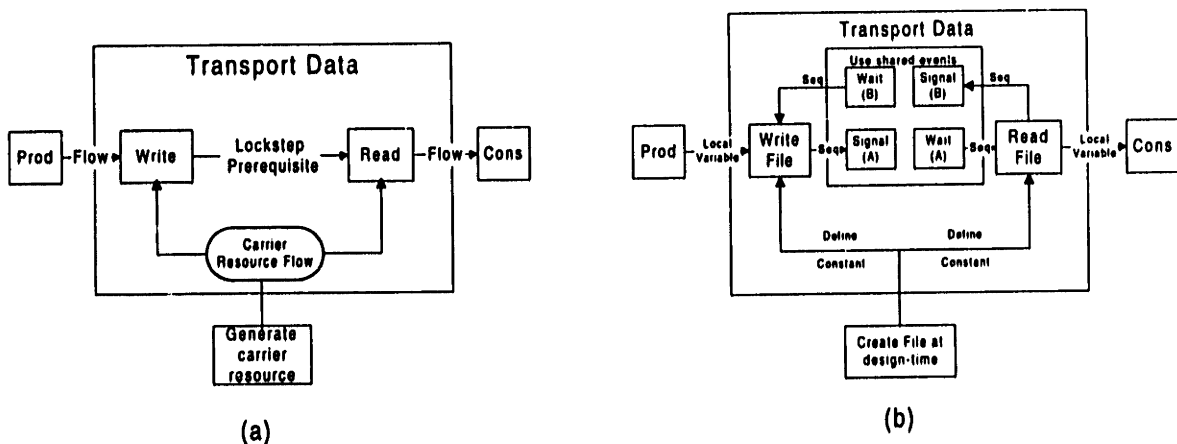 Transport Data
Prod
Flow
Write
Lockstep
Prerequisite
Read
Flow
Cons
Carrier
Resource Flow
Generate
carrier
resource
(a)
Transport Data
Use shared events
Seq
Wait
(B)
Signal
(B)
Seq
Prod
Local
Variable
Write
File
Seq
Signal
(A)
Wait
(A)
Seq
Read
File
Local
Variable
Cons
Define
Define
Constant
Constant
Create File at
design-time
(b)